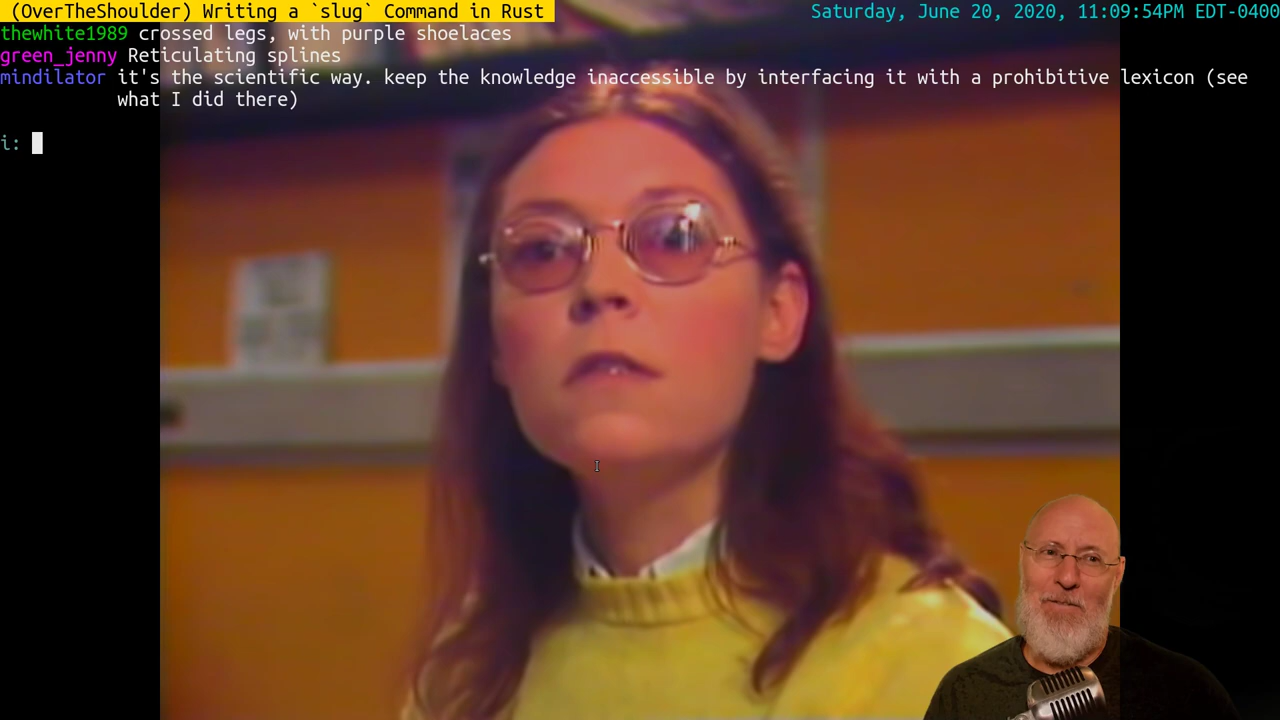 (OverTheShoulder) Writing a `slug` Command in Rust
Saturday, June 20, 2020, 11:09:54PM EDT-0400
thewhite1989 crossed legs, with purple shoelaces
green_jenny Reticulating splines
mindilator it's the scientific way. keep the knowledge inaccessible by interfacing it with a prohibitive lexicon (see
what I did there)
i: